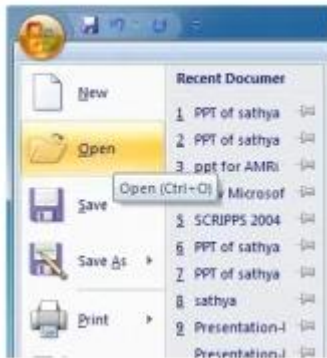 New
Open
Open (Ctrl+O)
Save
Save As
Print
Recent Documen
1 PPT of sathya
2 PPT of sathya
3 ppt for AMRi
Microsof
5 SCRIPPS 2004
6 PPT of sathya
7 PPT of sathya
8 sathya
9 Presentation-I
Presentation-I